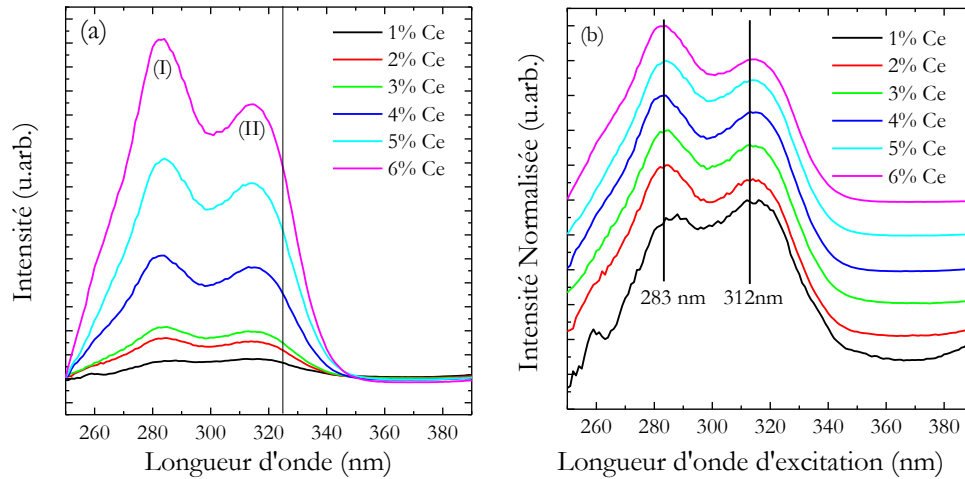 (a)
(I)
(II)
1% Ce
2% Ce
3% Ce
4% Ce
5% Ce
6% Ce
Intensité (u.arb.)
260 280 300 320 340 360 380
Longueur d'onde (nm)
(b)
1% Ce
2% Ce
3% Ce
4% Ce
5% Ce
6% Ce
283 nm
312nm
Intensité Normalisée (u.arb.)
260 280 300 320 340 360 380
Longueur d'onde d'excitation (nm)